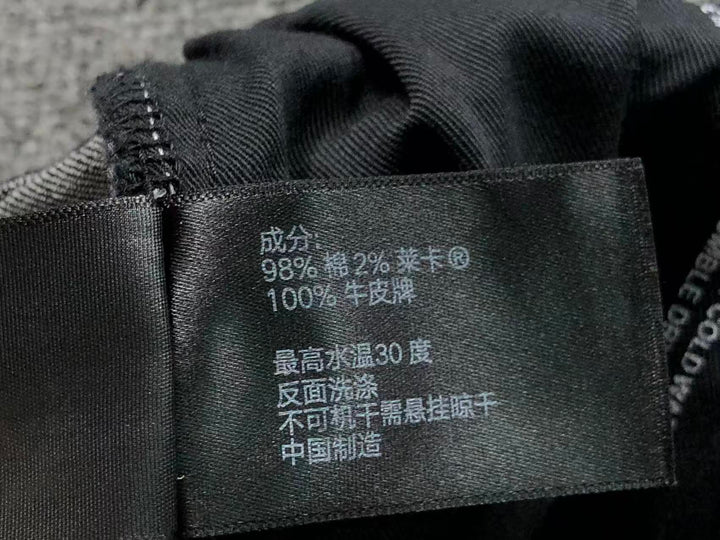 成分:
98% 棉 2% 莱卡®
100% 牛皮牌
最高水温30 度
反面洗涤
不可机干需悬挂晾干
中国制造
COLD